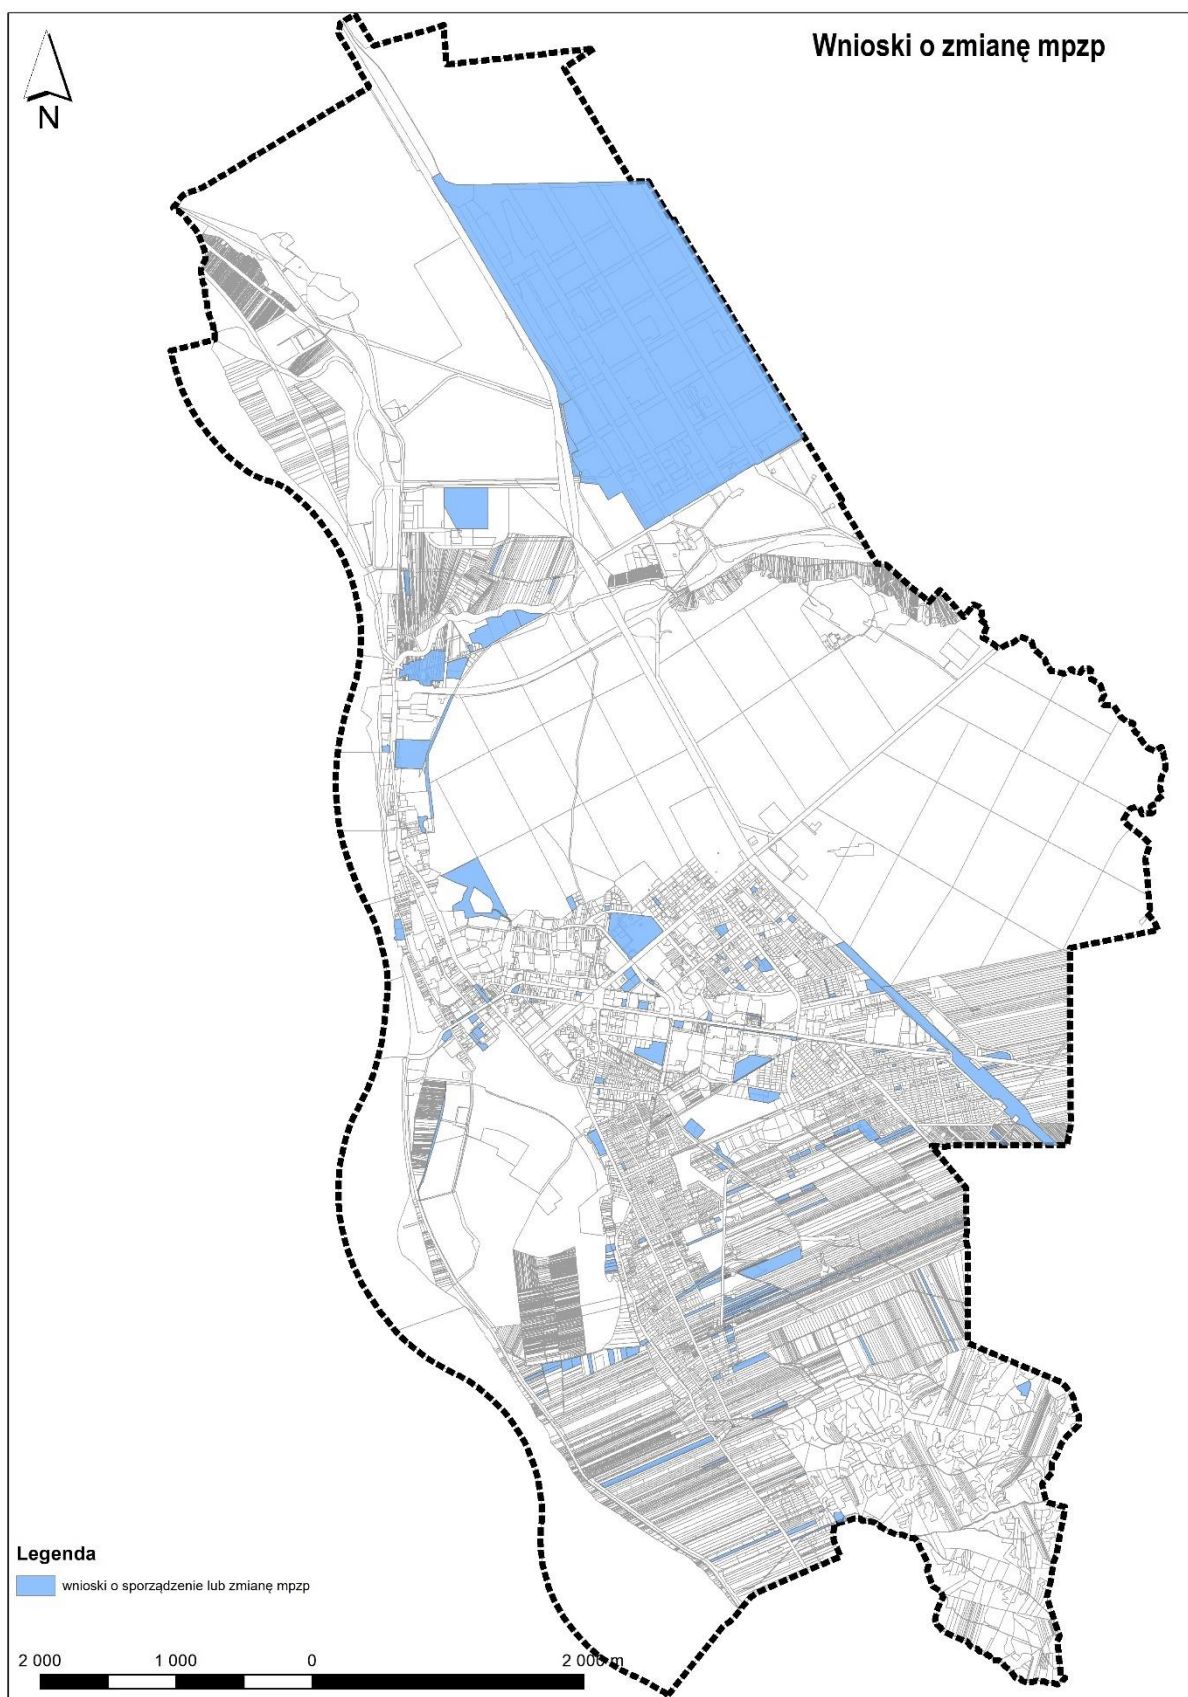 Wnioski o zmianę mpzp
N
Legenda
wnioski o sporządzenie lub zmianę mpzp
2 000 1 000 0 2 000 m